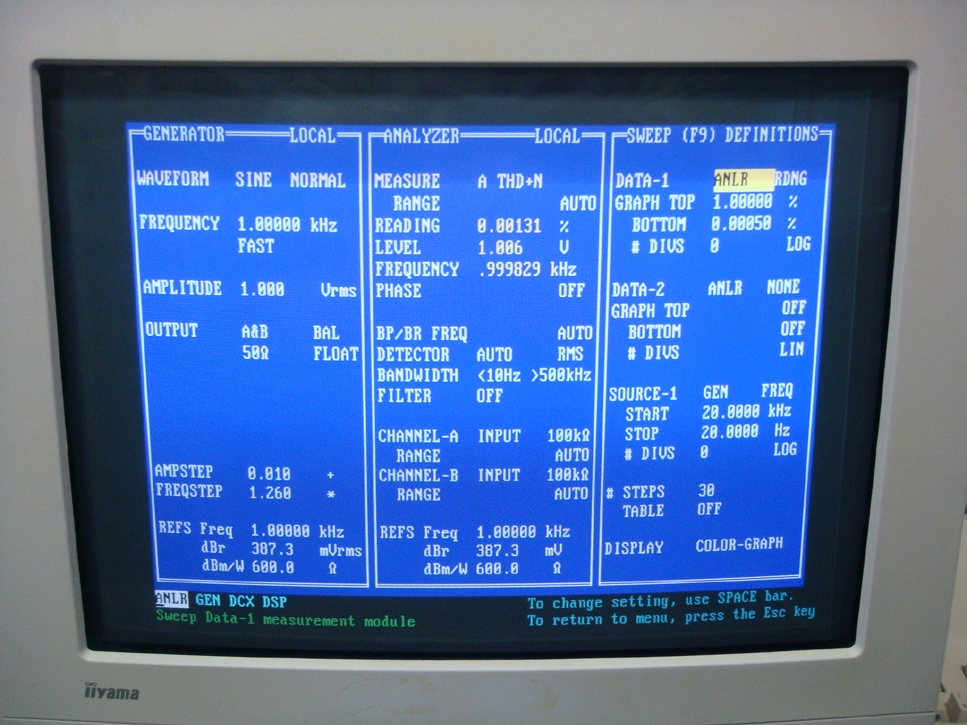 GENERATOR LOCAL
WAVEFORM SINE NORMAL
FREQUENCY 1.00000 kHz
FAST
AMPLITUDE 1.000 Vrms
OUTPUT A&B BAL
50Ω FLOAT
AMPSTEP 0.010 +
FREQSTEP 1.260 *
REFS Freq 1.00000 kHz
dBr 387.3 mVrms
dBm/W 600.0 Ω
ANALYZER LOCAL
MEASURE A THD+N
RANGE AUTO
READING 0.00131 %
LEVEL 1.006 V
FREQUENCY .999829 kHz
PHASE OFF
BP/BR FREQ AUTO
DETECTOR AUTO RMS
BANDWIDTH <10Hz >500kHz
FILTER OFF
CHANNEL-A INPUT 100kΩ
RANGE AUTO
CHANNEL-B INPUT 100kΩ
RANGE AUTO
REFS Freq 1.00000 kHz
dBr 387.3 mV
dBm/W 600.0 Ω
SWEEP (F9) DEFINITIONS
DATA-1 ANLR RDNG
GRAPH TOP 1.00000 %
BOTTOM 0.00050 %
# DIVS 0 LOG
DATA-2 ANLR NONE
GRAPH TOP OFF
BOTTOM OFF
# DIVS LIN
SOURCE-1 GEN FREQ
START 20.0000 kHz
STOP 20.0000 Hz
# DIVS 0 LOG
# STEPS 30
TABLE OFF
DISPLAY COLOR-GRAPH
ANLR GEN DCX DSP
Sweep Data-1 measurement module
To change setting, use SPACE bar.
To return to menu, press the Esc key
iiyama